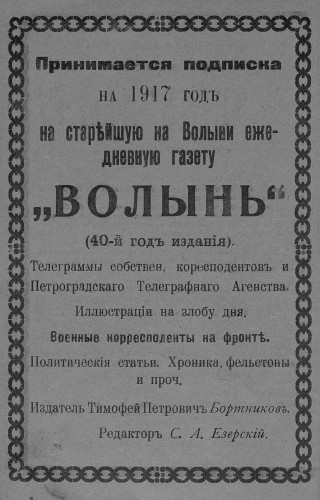 Принимается подписка
на 1917 годъ
на старѣйшую на Волыни еже-
дневную газету
„ВОЛЫНЬ“
(40-й годъ изданія).
Телеграммы собствен. кореспондентовъ и
Петроградскаго Телеграфнаго Агенства.
Иллюстраціи на злобу дня.
Военные корреспонденты на фронтѣ.
Политическія статьи. Хроника, фельетоны
и проч.
Издатель Тимофей Петровичъ Бортниковъ.
Редакторъ С. А. Езерскій.